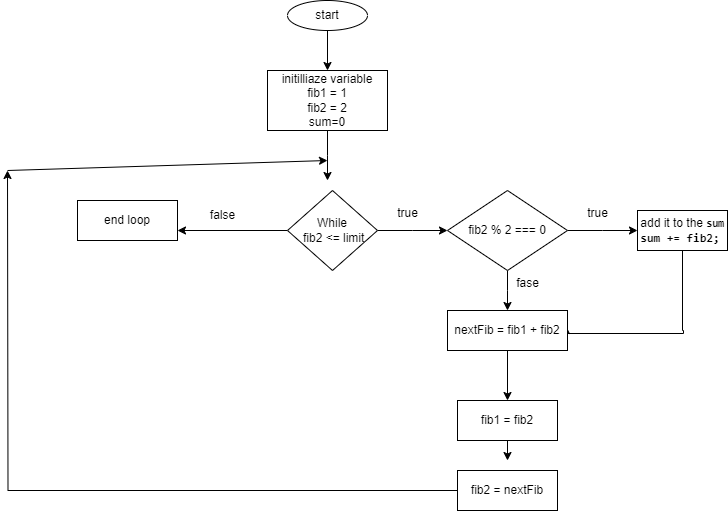 start
initilliaze variable
fib1 = 1
fib2 = 2
sum=0
end loop
false
While
fib2 <= limit
true
fib2 % 2 === 0
true
add it to the sum
sum += fib2;
fase
nextFib = fib1 + fib2
fib1 = fib2
fib2 = nextFib